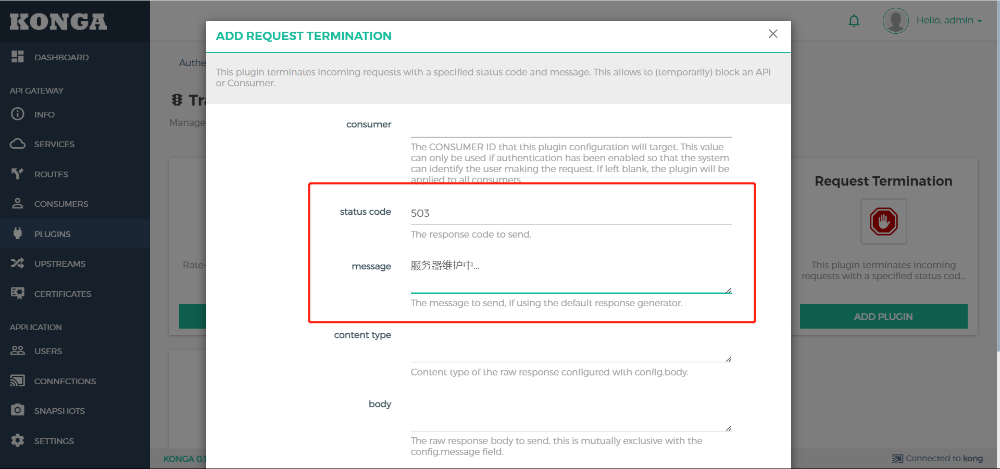 KONGA
DASHBOARD
API GATEWAY
INFO
SERVICES
ROUTES
CONSUMERS
PLUGINS
UPSTREAMS
CERTIFICATES
APPLICATION
USERS
CONNECTIONS
SNAPSHOTS
SETTINGS
Hello, admin
Authe
Tra
Manage
Rate-
KONGA 0.1
ADD REQUEST TERMINATION
This plugin terminates incoming requests with a specified status code and message. This allows to (temporarily) block an API
or Consumer.
consumer
The CONSUMER ID that this plugin configuration will target. This value
can only be used if authentication has been enabled so that the system
can identify the user making the request. If left blank, the plugin will be
applied to all consumers.
status code
503
The response code to send.
message
服务器维护中...
The message to send, if using the default response generator.
content type
Content type of the raw response configured with config.body.
body
The raw response body to send, this is mutually exclusive with the
config.message field.
Request Termination
This plugin terminates incoming
requests with a specified status cod...
ADD PLUGIN
Connected to kong